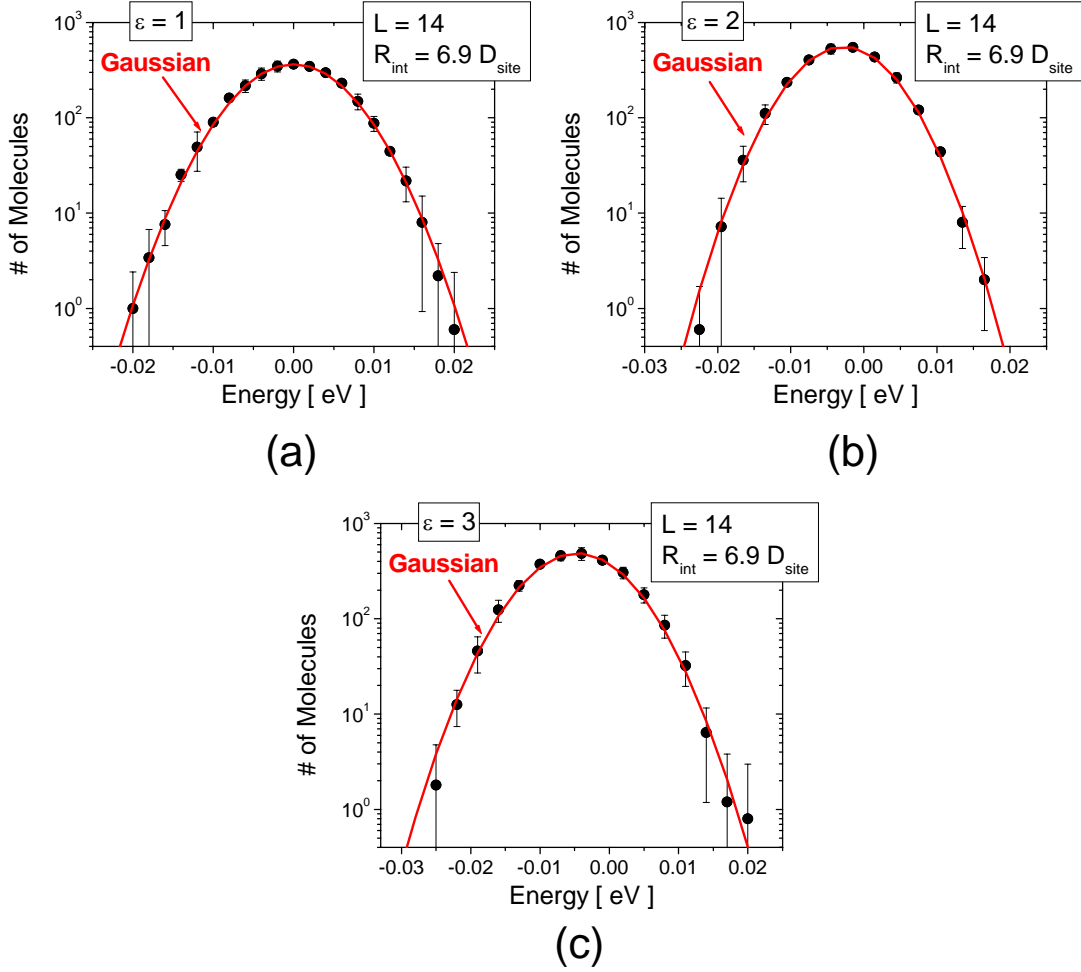 ε = 1
L = 14
R_int = 6.9 D_site
Gaussian
10^3
10^2
10^1
10^0
# of Molecules
-0.02 -0.01 0.00 0.01 0.02
Energy [ eV ]
(a)
ε = 2
L = 14
R_int = 6.9 D_site
Gaussian
10^3
10^2
10^1
10^0
# of Molecules
-0.03 -0.02 -0.01 0.00 0.01 0.02
Energy [ eV ]
(b)
ε = 3
L = 14
R_int = 6.9 D_site
Gaussian
10^3
10^2
10^1
10^0
# of Molecules
-0.03 -0.02 -0.01 0.00 0.01 0.02
Energy [ eV ]
(c)